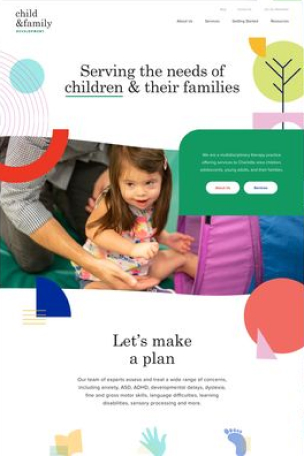 child
&family
DEVELOPMENT
About Us Services Getting Started Resources
Serving the needs of
children & their families
We are a multidisciplinary therapy practice
offering services to Charlotte area children,
adolescents, young adults, and their families.
About Us Services
Let's make
a plan
Our team of experts assess and treat a wide range of concerns,
including anxiety, ASD, ADHD, developmental delays, dyslexia,
fine and gross motor skills, language difficulties, learning
disabilities, sensory processing and more.